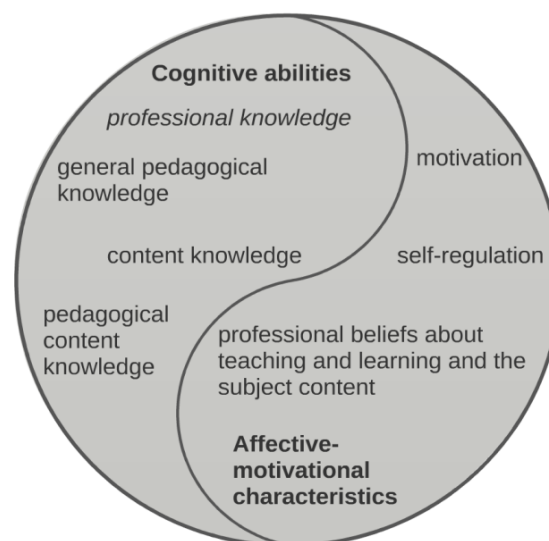 Cognitive abilities
professional knowledge
general pedagogical
knowledge
content knowledge
pedagogical
content
knowledge
motivation
self-regulation
professional beliefs about
teaching and learning and the
subject content
Affective-
motivational
characteristics